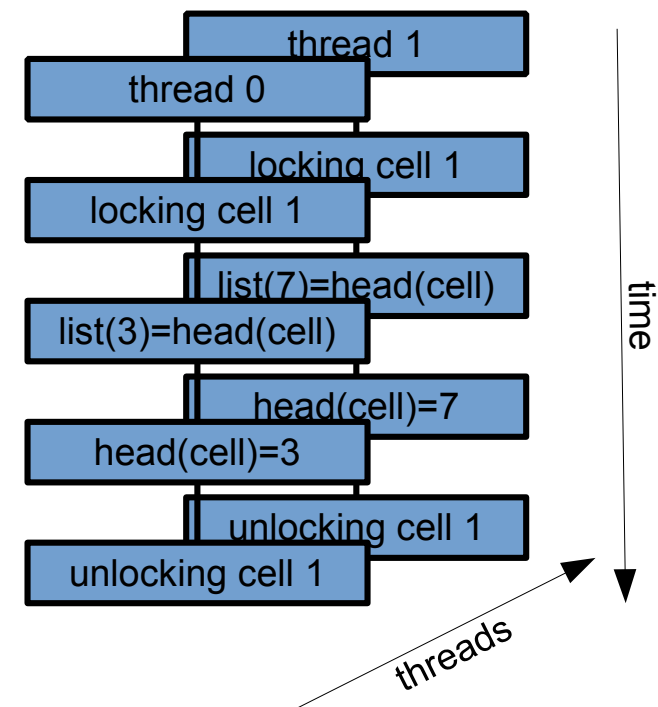 thread 1
thread 0
locking cell 1
locking cell 1
list(7)=head(cell)
list(3)=head(cell)
head(cell)=7
head(cell)=3
unlocking cell 1
unlocking cell 1
time
threads